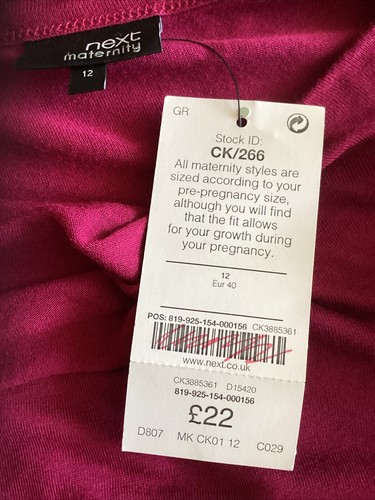 next
maternity
12
GR
Stock ID:
CK/266
All maternity styles are
sized according to your
pre-pregnancy size,
although you will find
that the fit allows
for your growth during
your pregnancy.
12
Eur 40
POS: 819-925-154-000156 CK3885361
www.next.co.uk
CK3885361 D15420
819-925-154-000156
£22
D807 MK CK01 12 C029